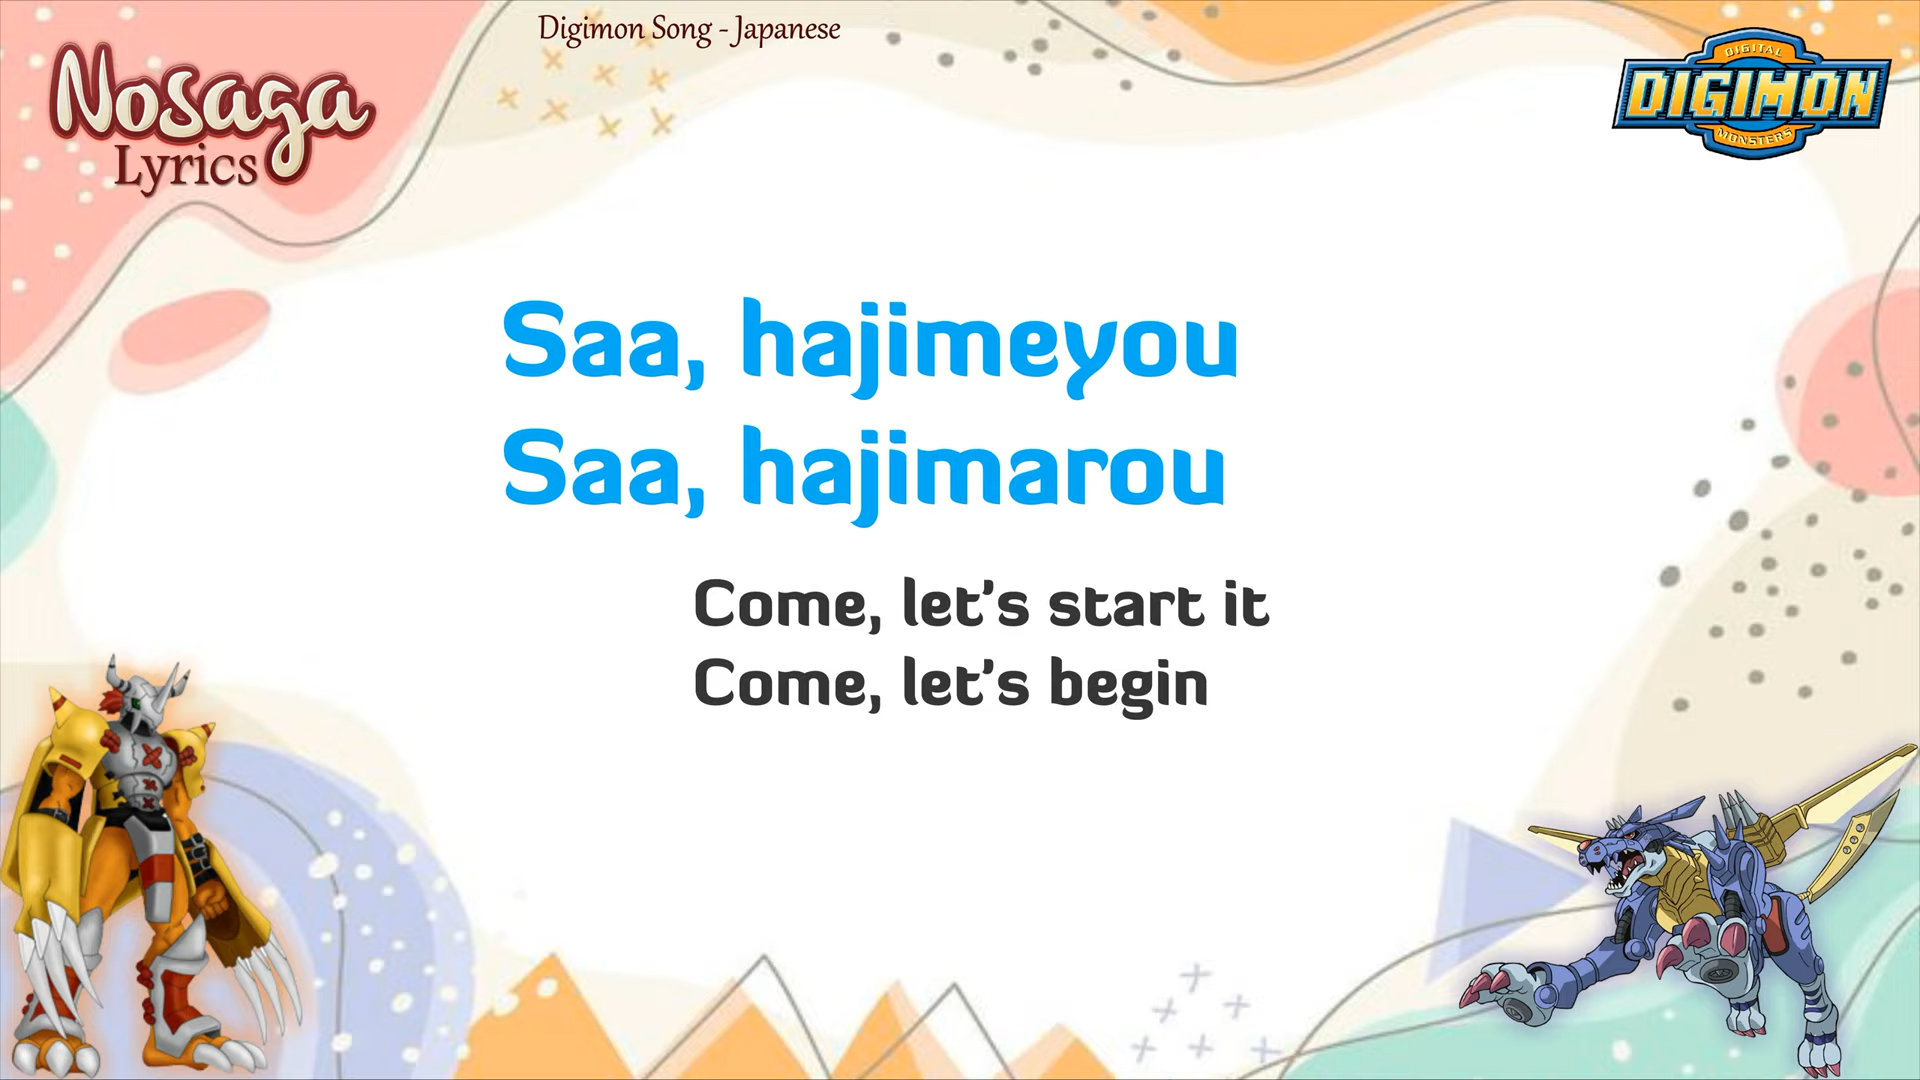 Digimon Song - Japanese
Nosaga
Lyrics
DIGITAL
DIGIMON
MONSTERS
Saa, hajimeyou
Saa, hajimarou
Come, let's start it
Come, let's begin